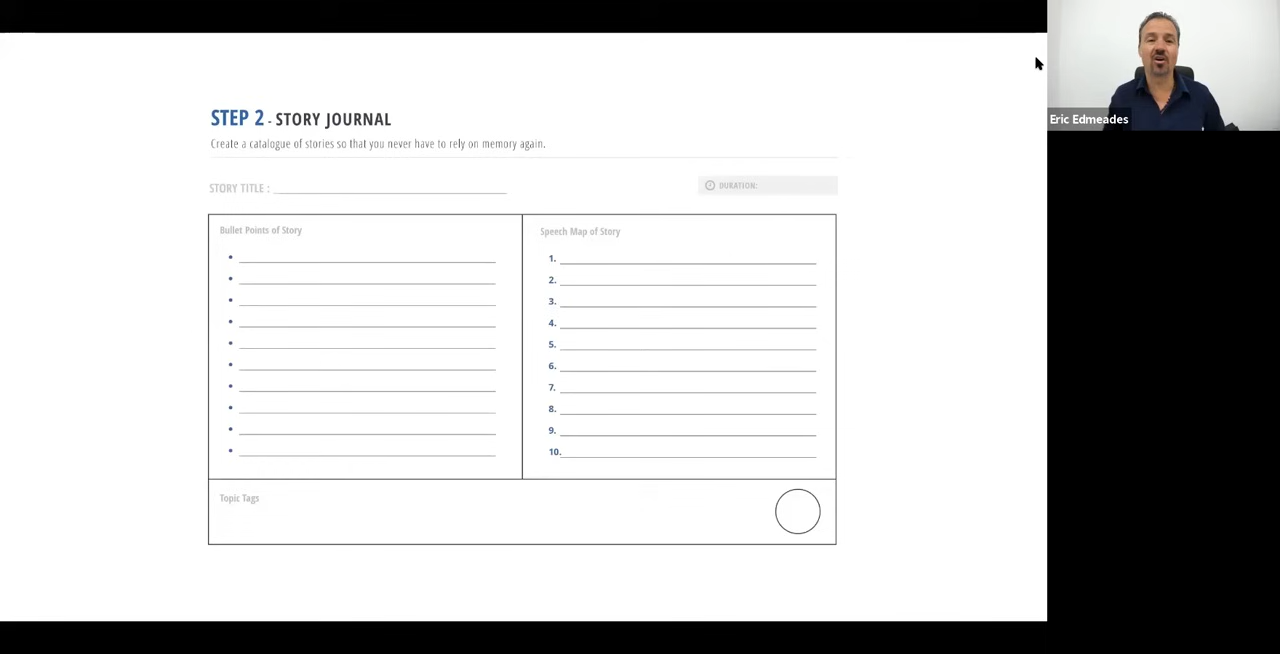 STEP 2 - STORY JOURNAL
Create a catalogue of stories so that you never have to rely on memory again.
STORY TITLE :
DURATION:
Bullet Points of Story
Speech Map of Story
1.
2.
3.
4.
5.
6.
7.
8.
9.
10.
Topic Tags
Eric Edmeades